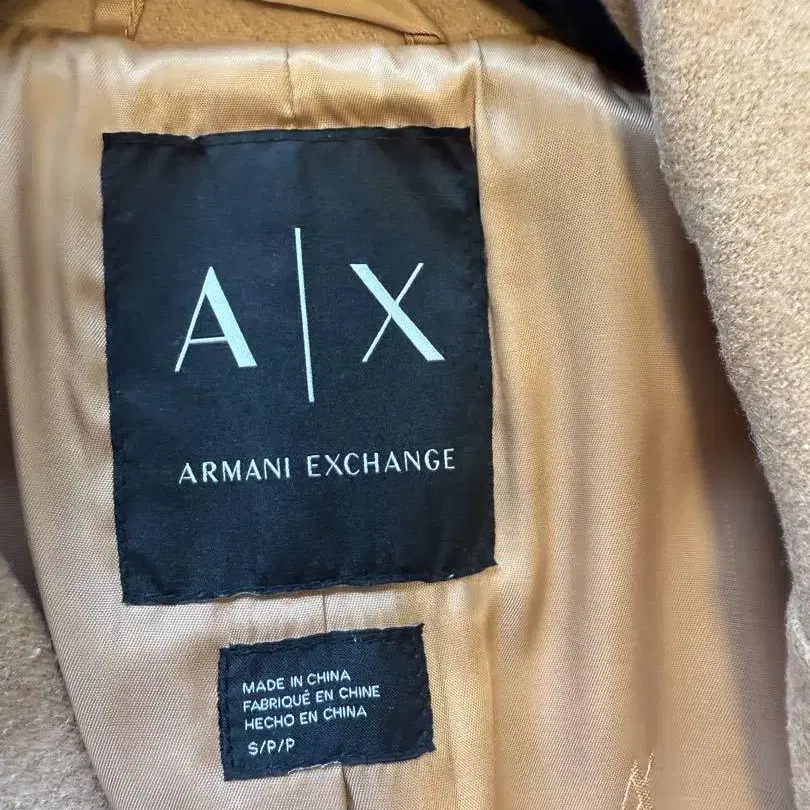 A|X
ARMANI EXCHANGE
MADE IN CHINA
FABRIQUÉ EN CHINE
HECHO EN CHINA
S/P/P